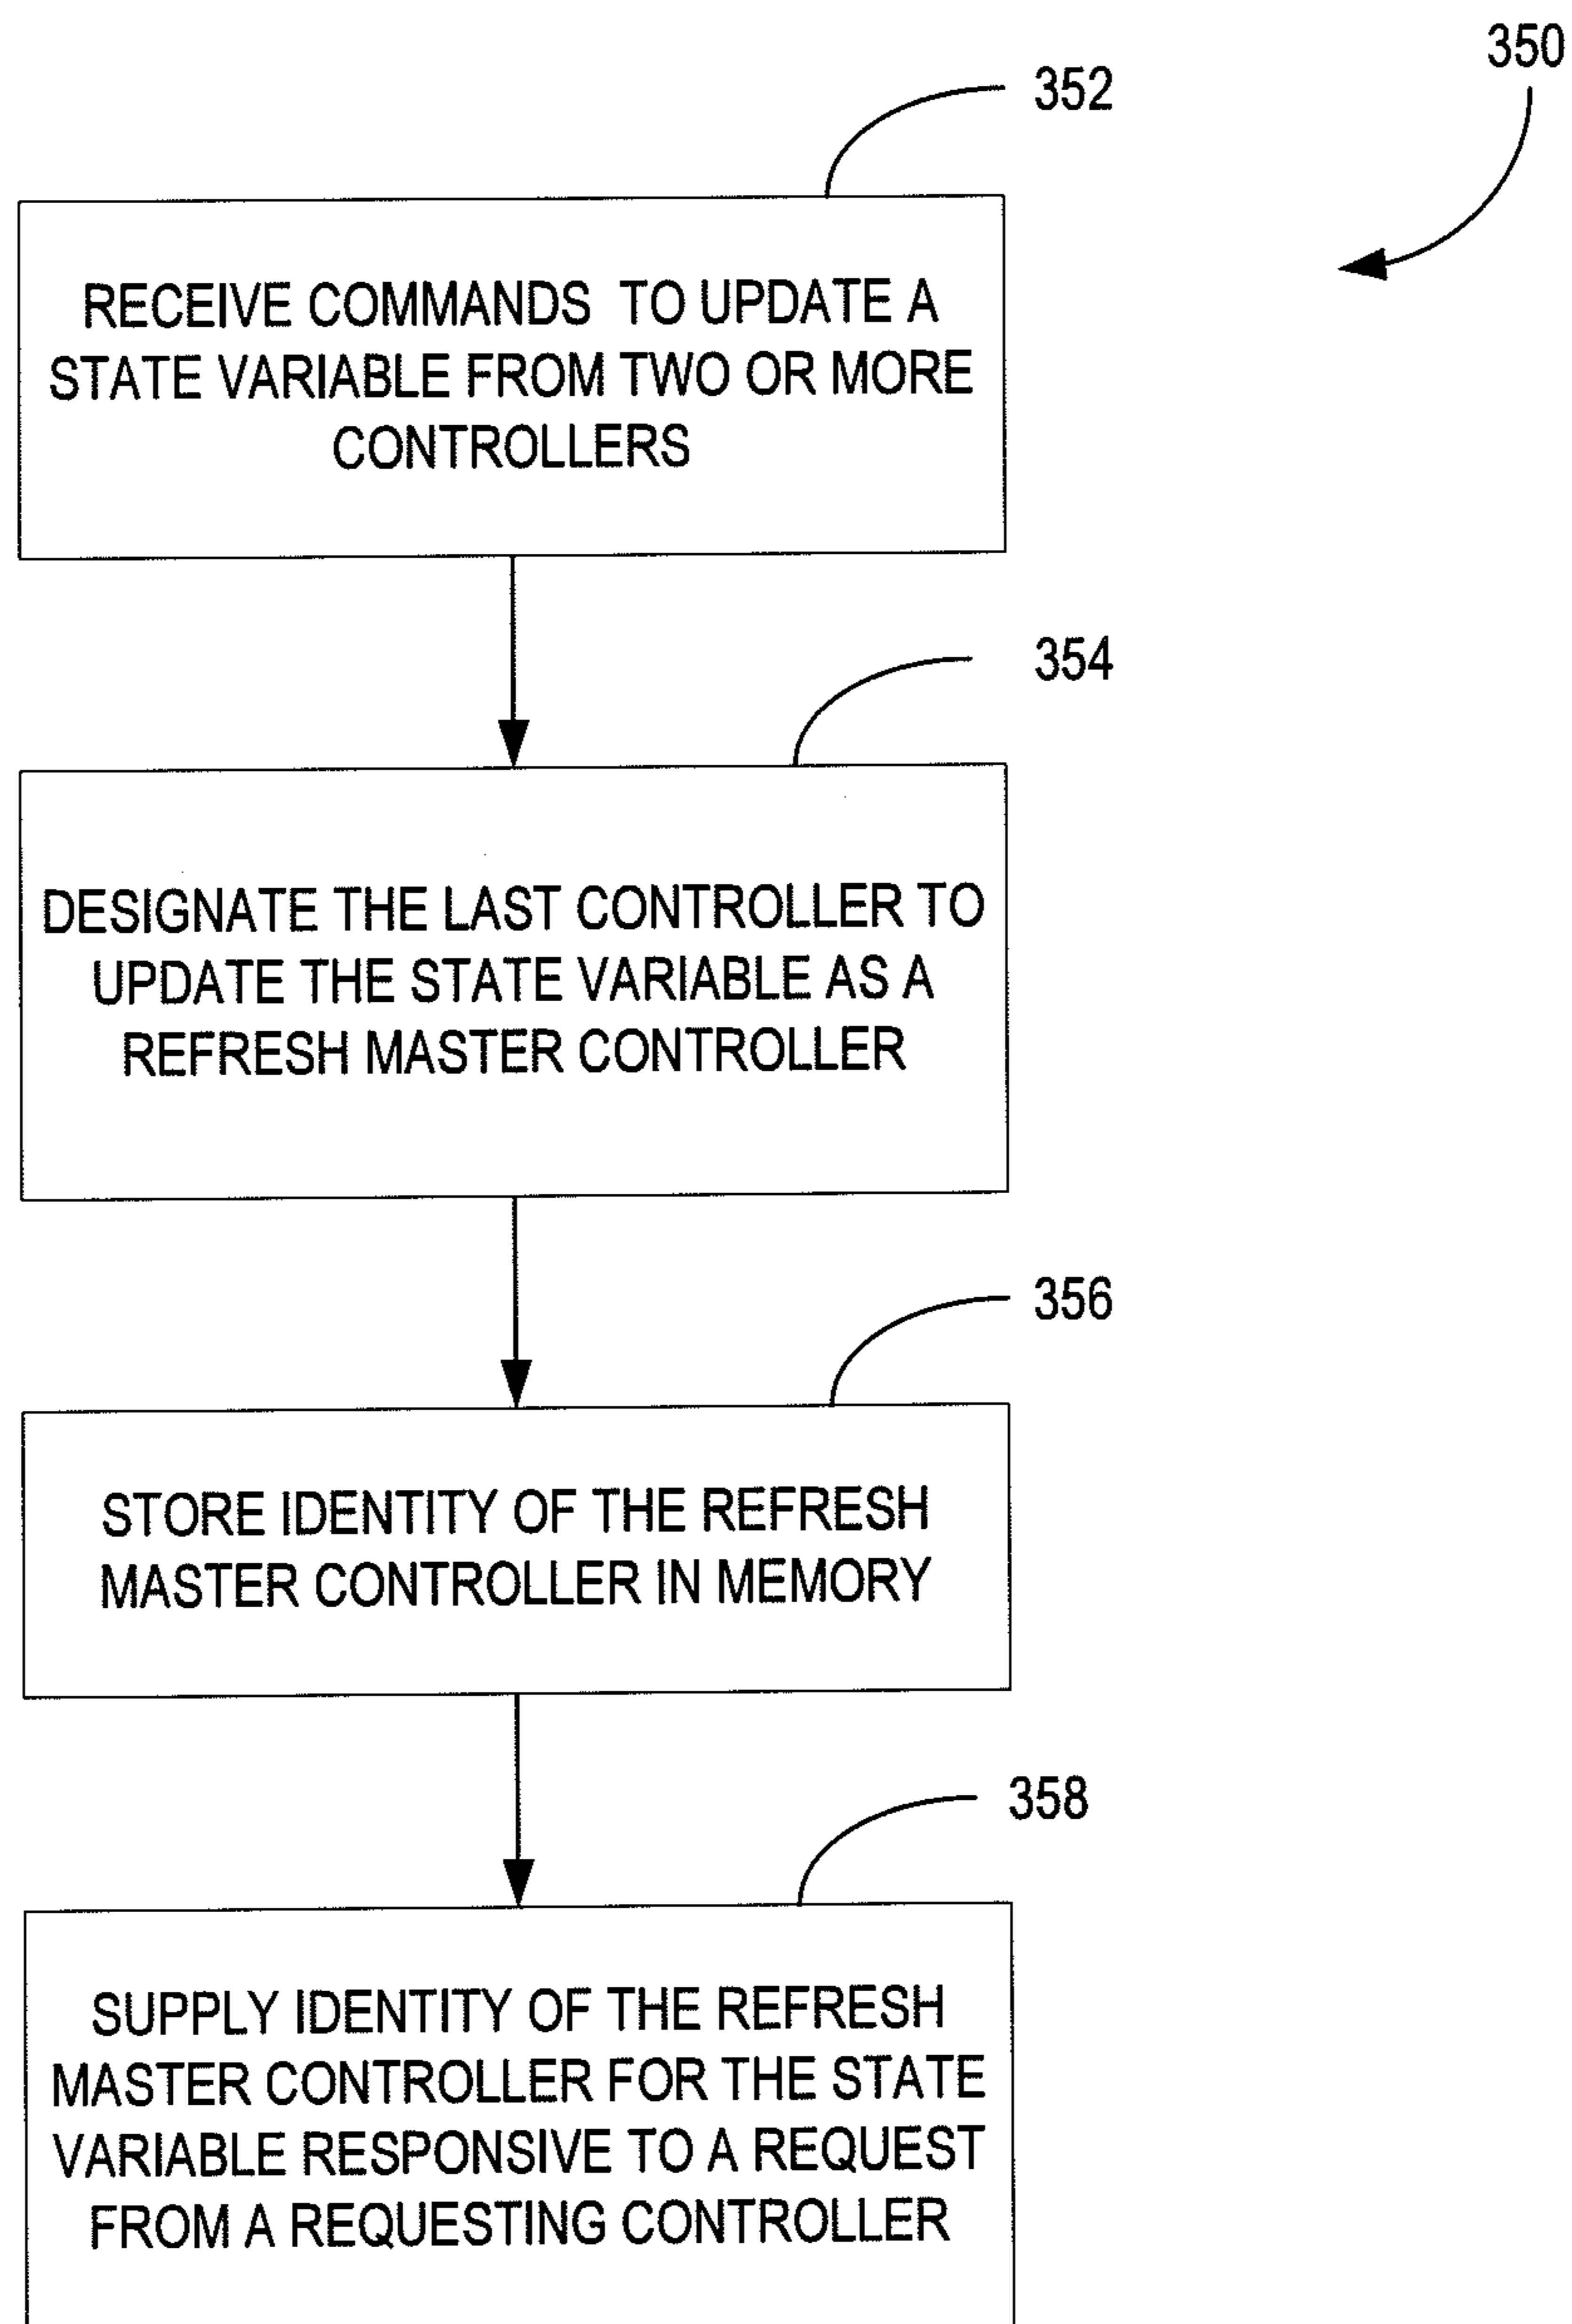 350
352
RECEIVE COMMANDS TO UPDATE A
STATE VARIABLE FROM TWO OR MORE
CONTROLLERS
354
DESIGNATE THE LAST CONTROLLER TO
UPDATE THE STATE VARIABLE AS A
REFRESH MASTER CONTROLLER
356
STORE IDENTITY OF THE REFRESH
MASTER CONTROLLER IN MEMORY
358
SUPPLY IDENTITY OF THE REFRESH
MASTER CONTROLLER FOR THE STATE
VARIABLE RESPONSIVE TO A REQUEST
FROM A REQUESTING CONTROLLER